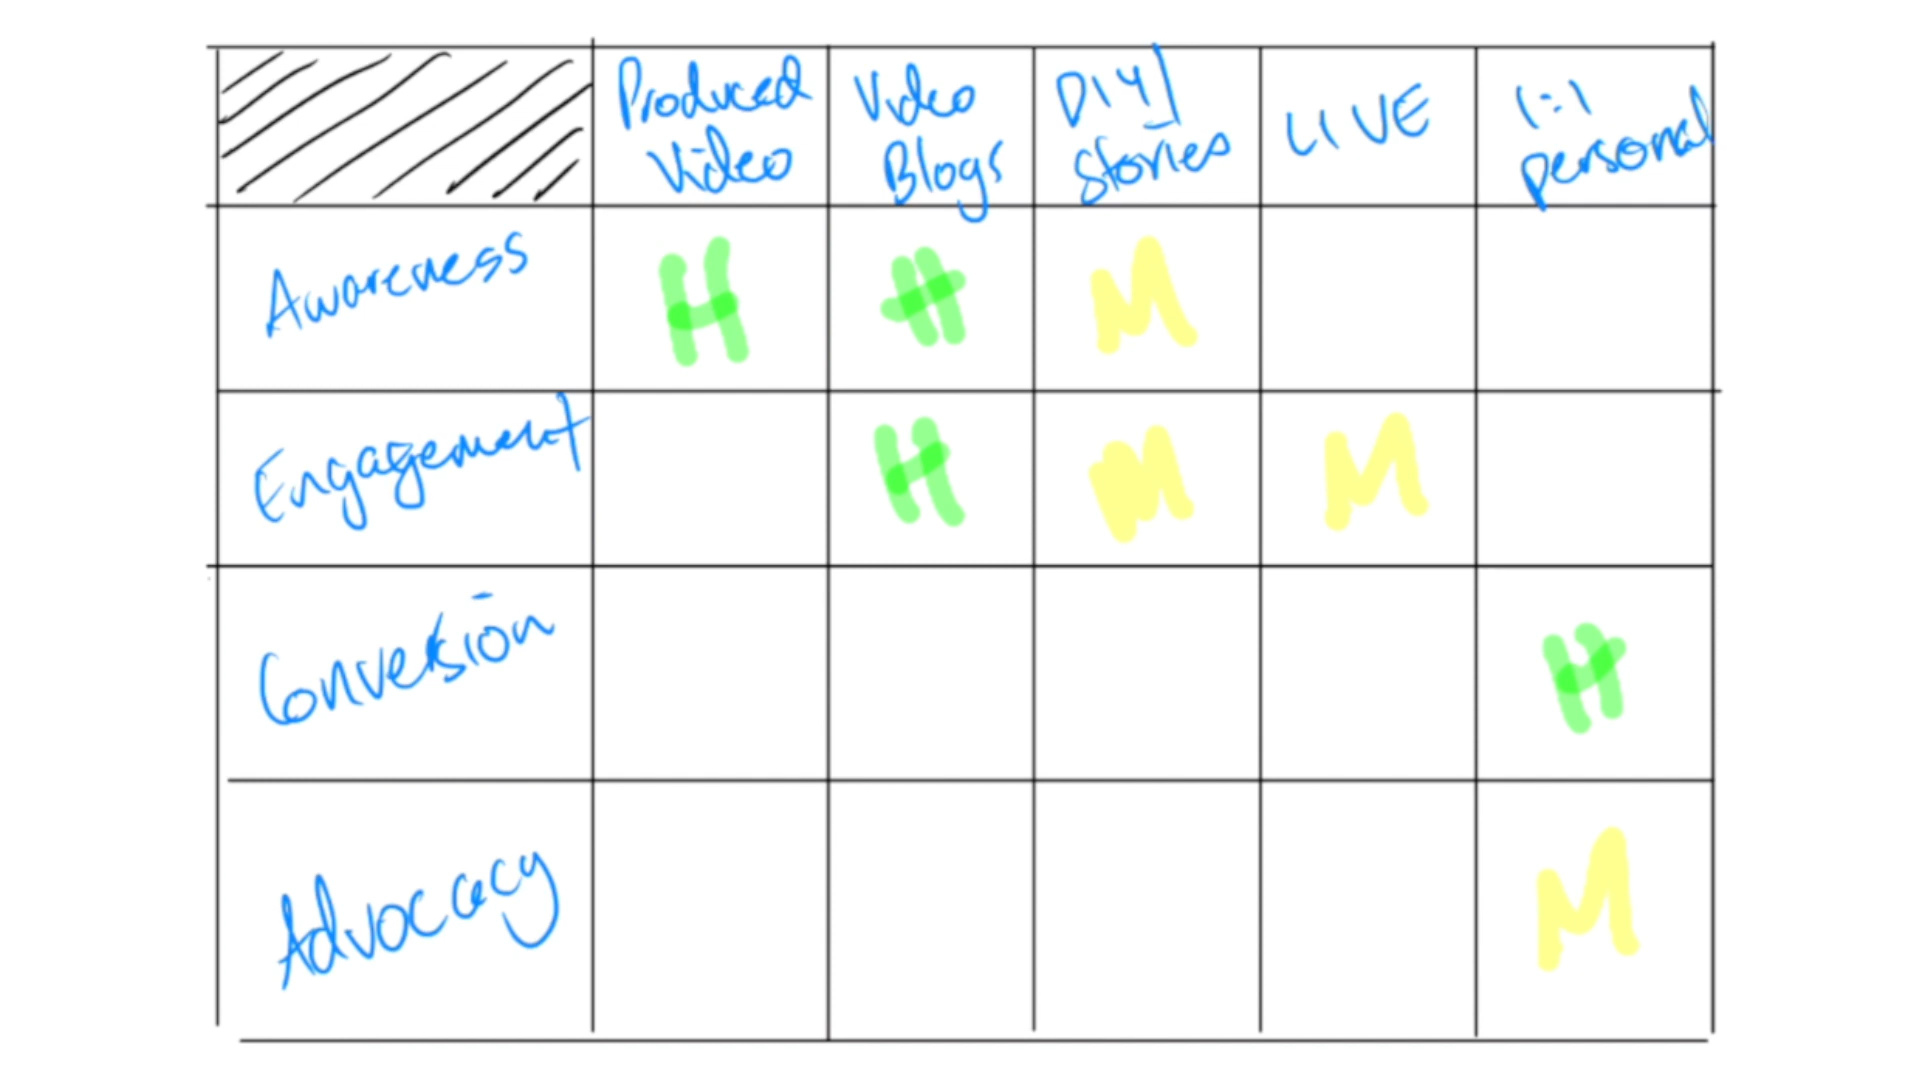 Produced Video
Video Blogs
DIY/ Stories
LIVE
1:1 personal
Awareness H H M
Engagement H M M
Conversion H
Advocacy M